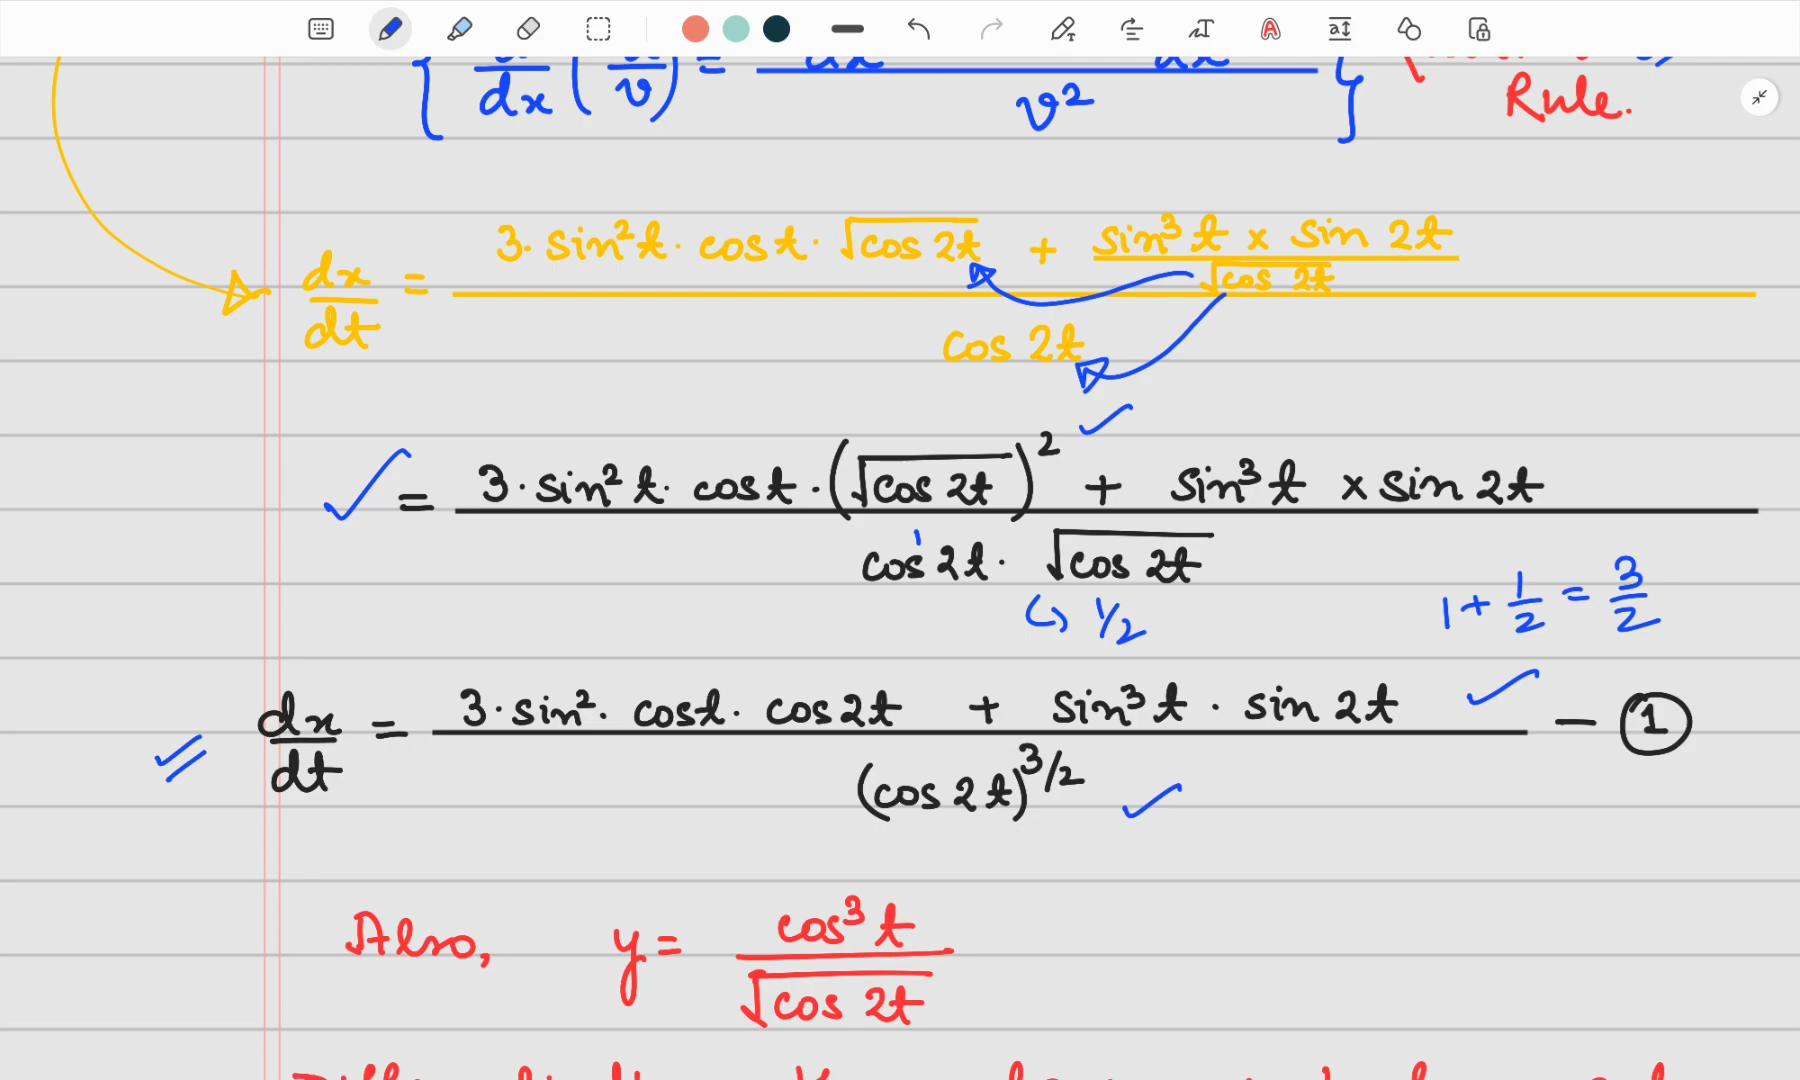 d/dx (u/v) = / v² }
Rule.
dx/dt = (3. sin²t. cost. √cos 2t + (sin³t x sin 2t)/√cos 2t) / cos 2t
= (3. sin²t. cost. (√cos 2t)² + sin³t x sin 2t) / (cos 2t. √cos 2t)
1
↳ 1/2
1 + 1/2 = 3/2
dx/dt = (3. sin². cost. cos2t + sin³t . sin 2t) / (cos 2t)^3/2 — ①
Also, y = cos³t / √cos 2t